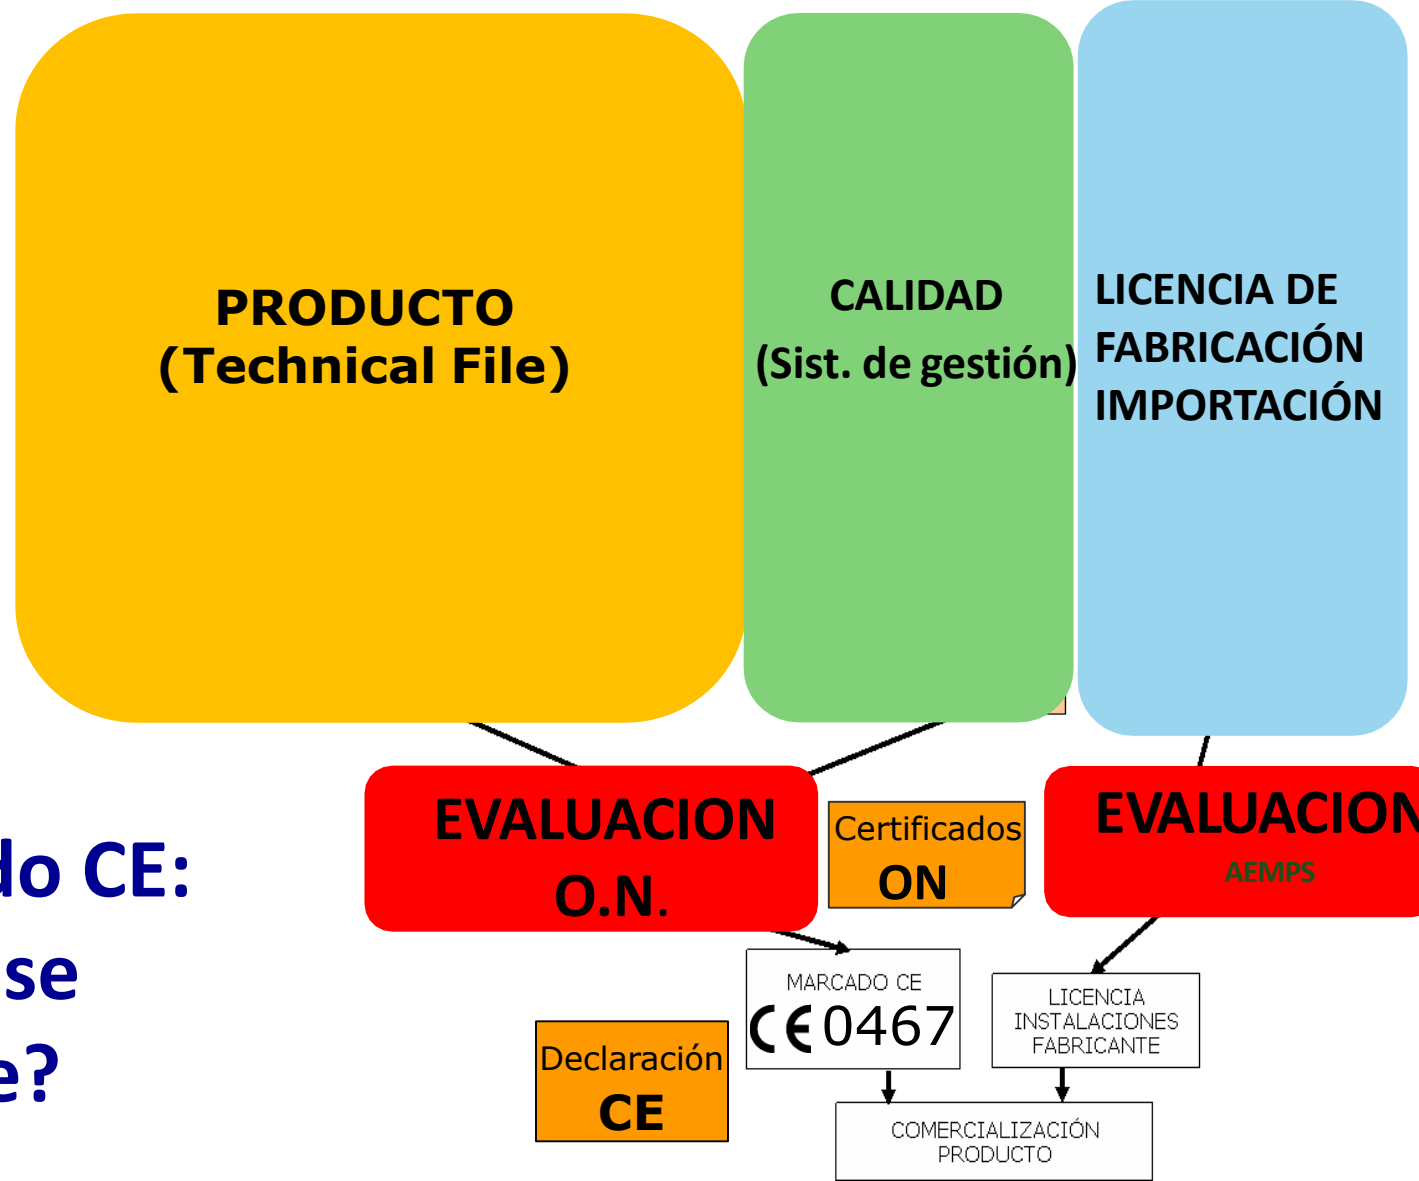 PRODUCTO
(Technical File)
CALIDAD
(Sist. de gestión)
LICENCIA DE
FABRICACIÓN
IMPORTACIÓN
EVALUACION
O.N.
Certificados
ON
EVALUACION
AEMPS
do CE:
se
e?
MARCADO CE
CE 0467
LICENCIA
INSTALACIONES
FABRICANTE
Declaración
CE
COMERCIALIZACIÓN
PRODUCTO